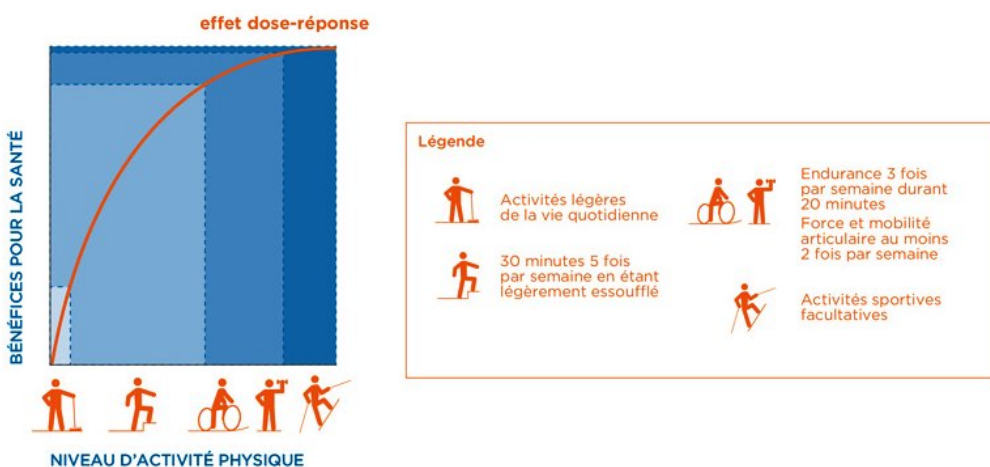 effet dose-réponse
BÉNÉFICES POUR LA SANTÉ
NIVEAU D'ACTIVITÉ PHYSIQUE
Légende
Activités légères
de la vie quotidienne
30 minutes 5 fois
par semaine en étant
légèrement essoufflé
Endurance 3 fois
par semaine durant
20 minutes
Force et mobilité
articulaire au moins
2 fois par semaine
Activités sportives
facultatives